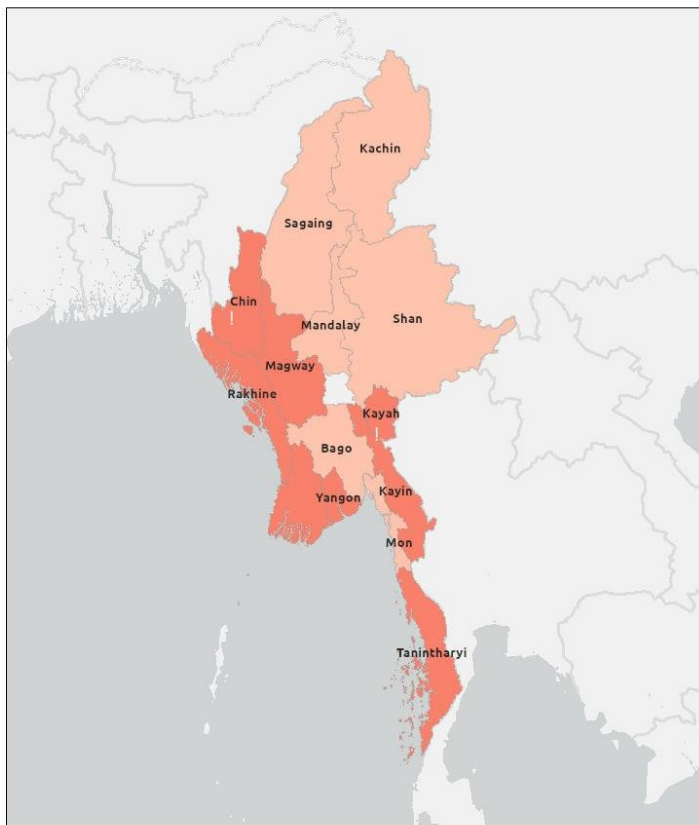 Kachin
Sagaing
Chin
!
Mandalay
Shan
Magway
Rakhine
Kayah
!
Bago
Yangon
Kayin
Mon
Tanintharyi